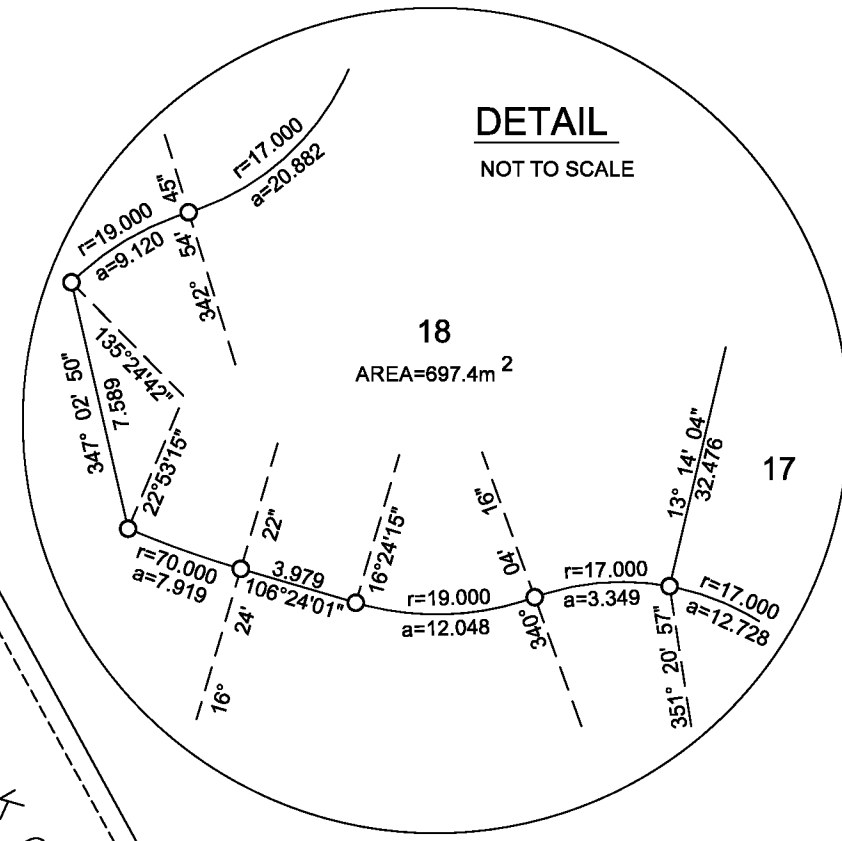 DETAIL
NOT TO SCALE
r=17.000
a=20.882
r=19.000
a=9.120
342° 54' 45"
135°24'42"
347° 02' 50"
7.589
22°53'15"
18
AREA=697.4m 2
13° 14' 04"
32.476
17
r=70.000
a=7.919
16° 24' 22"
3.979
106°24'01"
16°24'15"
r=19.000
a=12.048
340° 04' 16"
r=17.000
a=3.349
351° 20' 57"
r=17.000
a=12.728
K